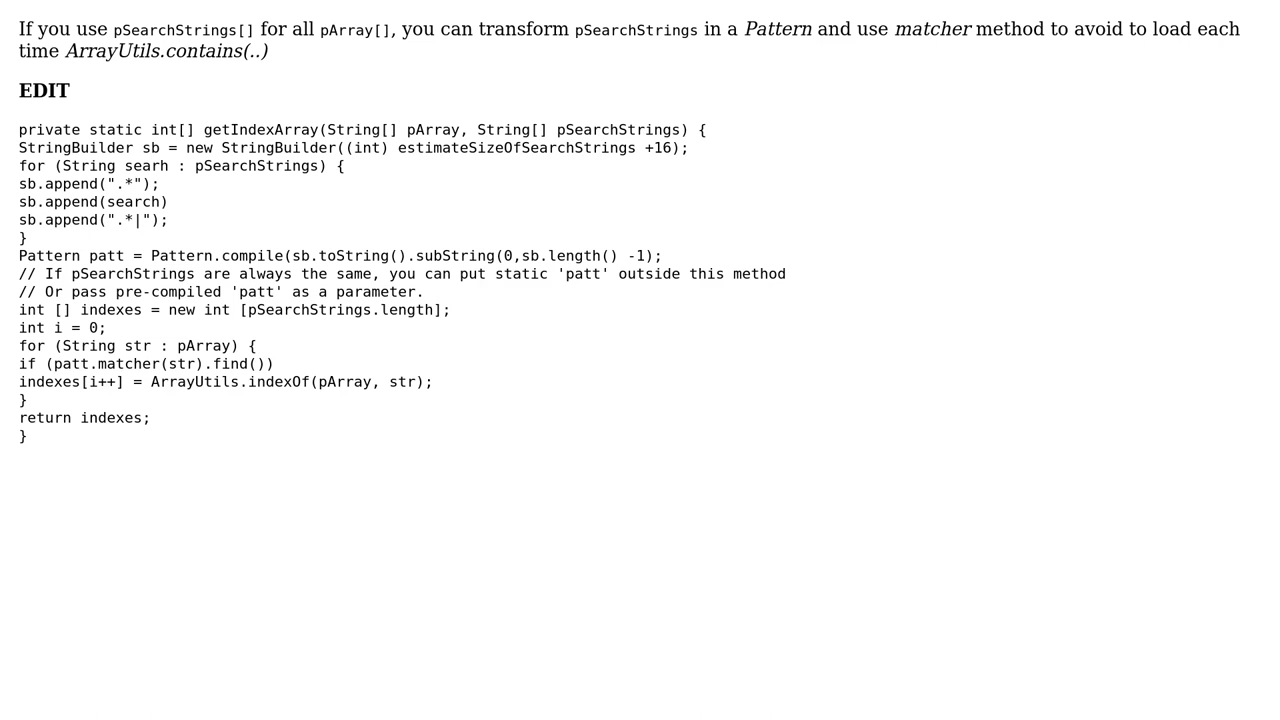 If you use pSearchStrings[] for all pArray[], you can transform pSearchStrings in a Pattern and use matcher method to avoid to load each
time ArrayUtils.contains(..)
EDIT
private static int[] getIndexArray(String[] pArray, String[] pSearchStrings) {
StringBuilder sb = new StringBuilder((int) estimateSizeOfSearchStrings +16);
for (String searh : pSearchStrings) {
sb.append(".*");
sb.append(search)
sb.append(".*|");
}
Pattern patt = Pattern.compile(sb.toString().subString(0,sb.length() -1);
// If pSearchStrings are always the same, you can put static 'patt' outside this method
// Or pass pre-compiled 'patt' as a parameter.
int [] indexes = new int [pSearchStrings.length];
int i = 0;
for (String str : pArray) {
if (patt.matcher(str).find())
indexes[i++] = ArrayUtils.indexOf(pArray, str);
}
return indexes;
}